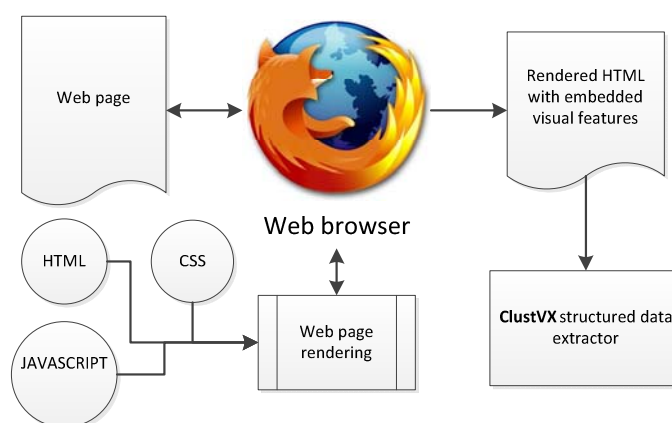 Web page
Rendered HTML
with embedded
visual features
Web browser
HTML
CSS
JAVASCRIPT
Web page
rendering
ClustVX structured data
extractor